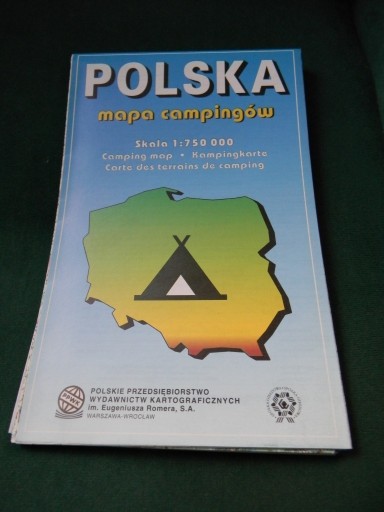 POLSKA
mapa campingów
Skala 1:750 000
Camping map • Kampingkarte
Carte des terrains de camping
PPWK
POLSKIE PRZEDSIĘBIORSTWO
WYDAWNICTW KARTOGRAFICZNYCH
im. Eugeniusza Romera, S.A.
WARSZAWA-WROCŁAW